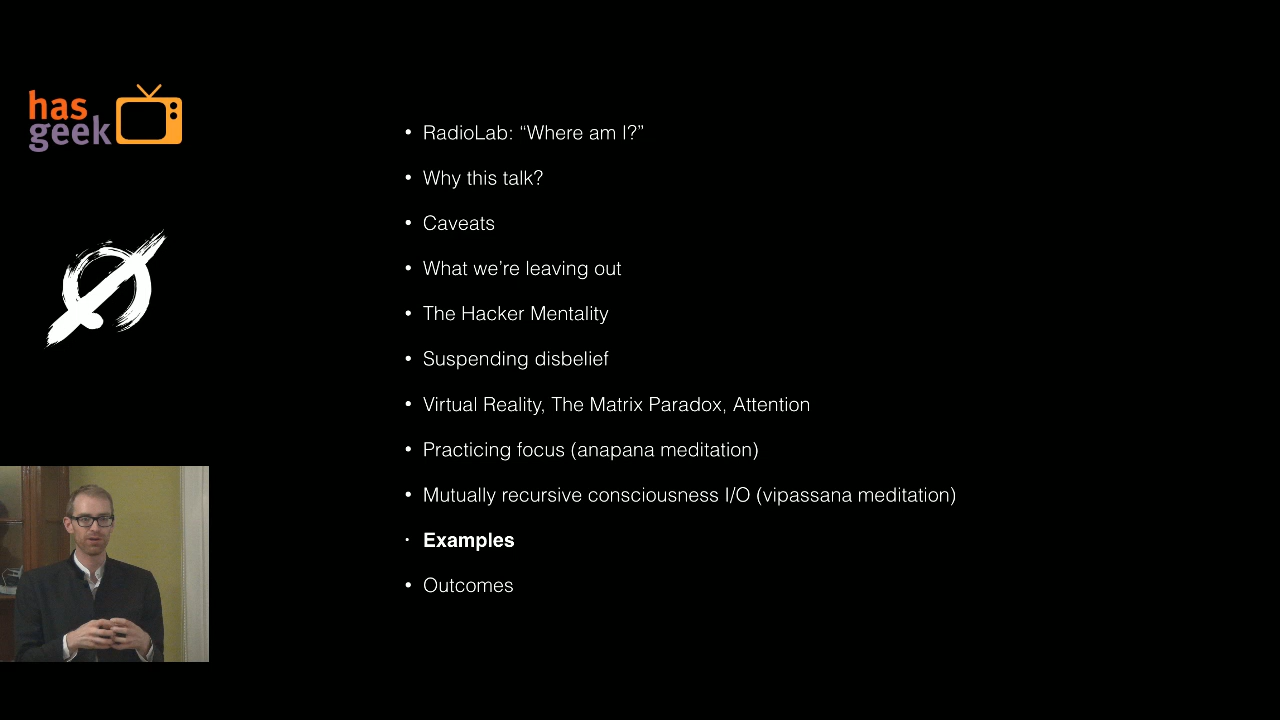 has
geek
• RadioLab: “Where am I?”
• Why this talk?
• Caveats
• What we’re leaving out
• The Hacker Mentality
• Suspending disbelief
• Virtual Reality, The Matrix Paradox, Attention
• Practicing focus (anapana meditation)
• Mutually recursive consciousness I/O (vipassana meditation)
• Examples
• Outcomes